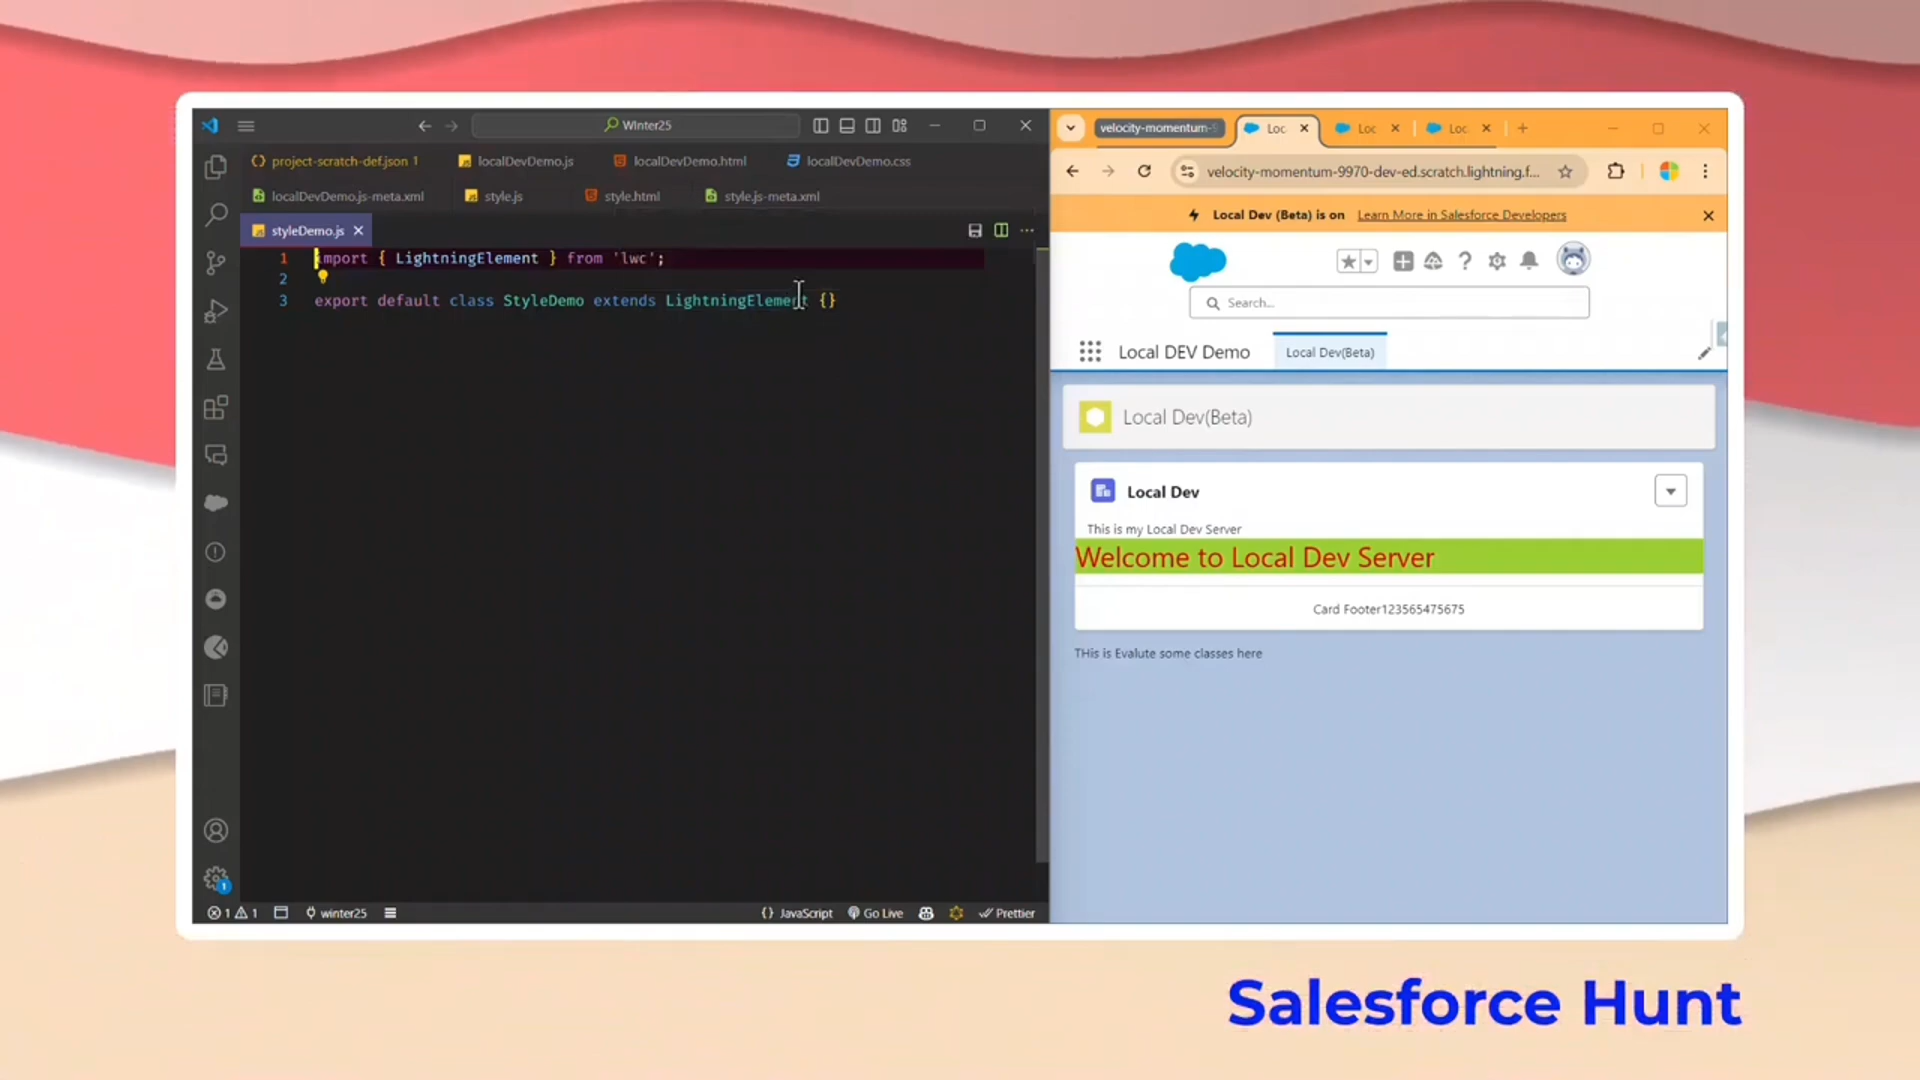 WInter25
project-scratch-def.json 1
localDevDemo.js
localDevDemo.html
localDevDemo.css
localDevDemo.js-meta.xml
style.js
style.html
style.js-meta.xml
styleDemo.js
1 import { LightningElement } from 'lwc';
2
3 export default class StyleDemo extends LightningElement {}
1
1 1
winter25
JavaScript
Go Live
Prettier
velocity-momentum-9
Loc
Loc
Loc
velocity-momentum-9970-dev-ed.scratch.lightning.f...
Local Dev (Beta) is on Learn More in Salesforce Developers
Search...
Local DEV Demo
Local Dev(Beta)
Local Dev(Beta)
Local Dev
This is my Local Dev Server
Welcome to Local Dev Server
Card Footer123565475675
THis is Evalute some classes here
Salesforce Hunt